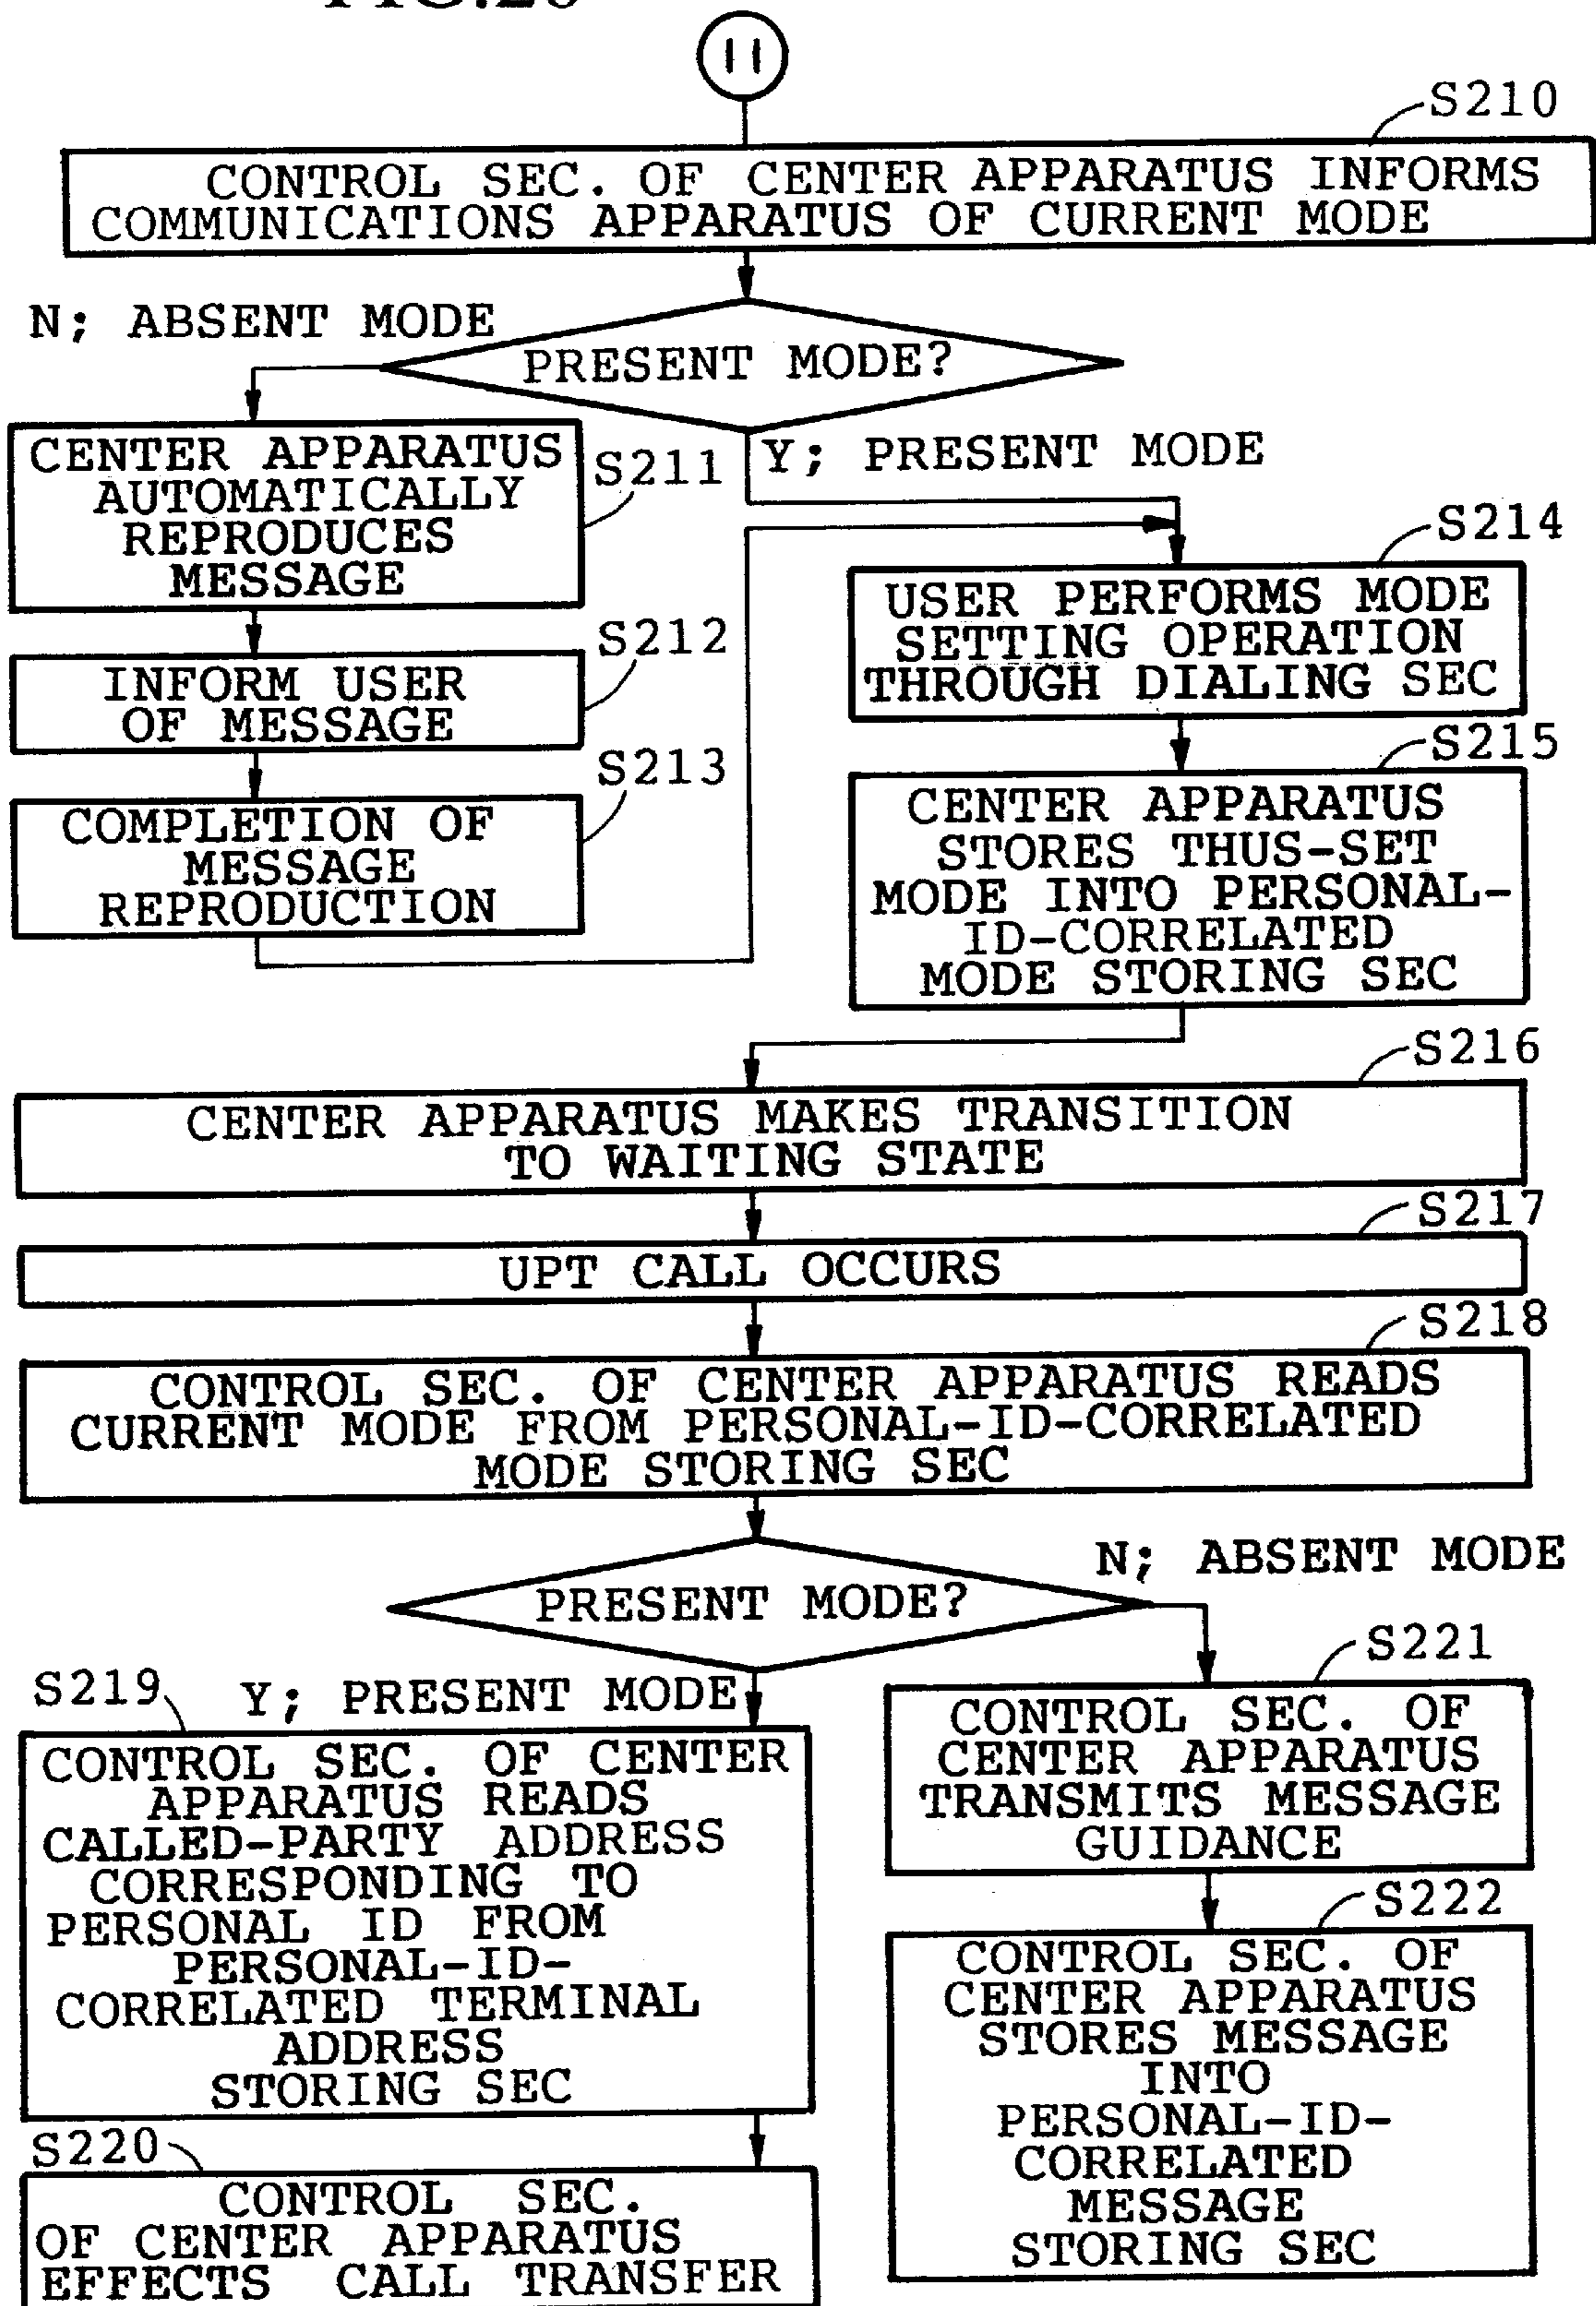 FIG.
11
S210
CONTROL SEC. OF CENTER APPARATUS INFORMS
COMMUNICATIONS APPARATUS OF CURRENT MODE
N; ABSENT MODE
PRESENT MODE?
Y; PRESENT MODE
CENTER APPARATUS
AUTOMATICALLY
REPRODUCES
MESSAGE
S211
INFORM USER
OF MESSAGE
S212
COMPLETION OF
MESSAGE
REPRODUCTION
S213
S214
USER PERFORMS MODE
SETTING OPERATION
THROUGH DIALING SEC
S215
CENTER APPARATUS
STORES THUS-SET
MODE INTO PERSONAL-
ID-CORRELATED
MODE STORING SEC
S216
CENTER APPARATUS MAKES TRANSITION
TO WAITING STATE
S217
UPT CALL OCCURS
S218
CONTROL SEC. OF CENTER APPARATUS READS
CURRENT MODE FROM PERSONAL-ID-CORRELATED
MODE STORING SEC
PRESENT MODE?
N; ABSENT MODE
S219
Y; PRESENT MODE
CONTROL SEC. OF CENTER
APPARATUS READS
CALLED-PARTY ADDRESS
CORRESPONDING TO
PERSONAL ID FROM
PERSONAL-ID-
CORRELATED TERMINAL
ADDRESS
STORING SEC
S220
CONTROL SEC.
OF CENTER APPARATUS
EFFECTS CALL TRANSFER
S221
CONTROL SEC. OF
CENTER APPARATUS
TRANSMITS MESSAGE
GUIDANCE
S222
CONTROL SEC. OF
CENTER APPARATUS
STORES MESSAGE
INTO
PERSONAL-ID-
CORRELATED
MESSAGE
STORING SEC